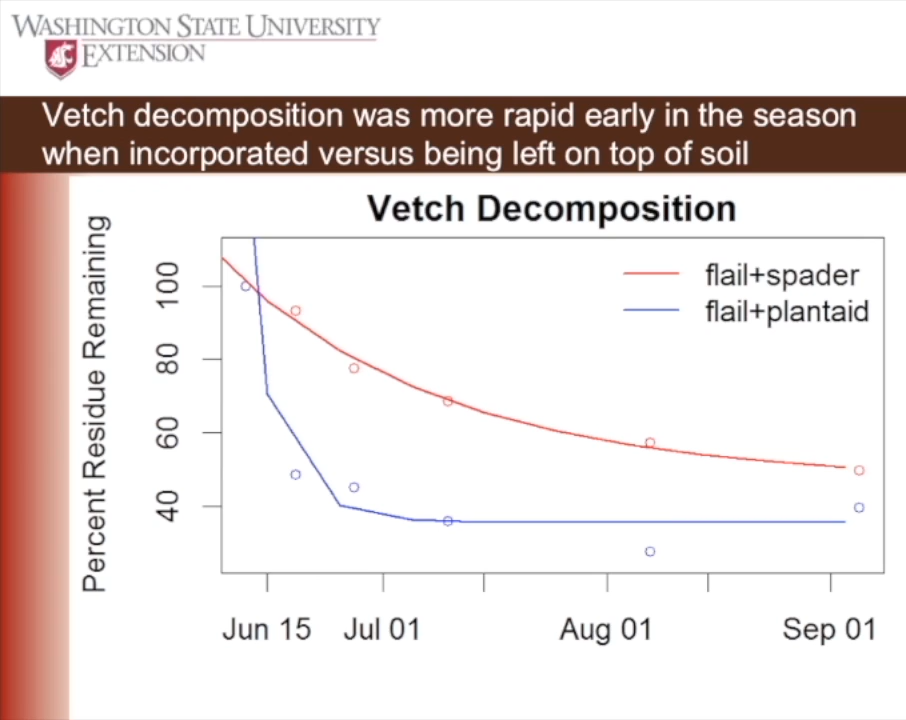 WASHINGTON STATE UNIVERSITY
EXTENSION
Vetch decomposition was more rapid early in the season
when incorporated versus being left on top of soil
Vetch Decomposition
Percent Residue Remaining
100
80
60
40
flail+spader
flail+plantaid
Jun 15
Jul 01
Aug 01
Sep 01